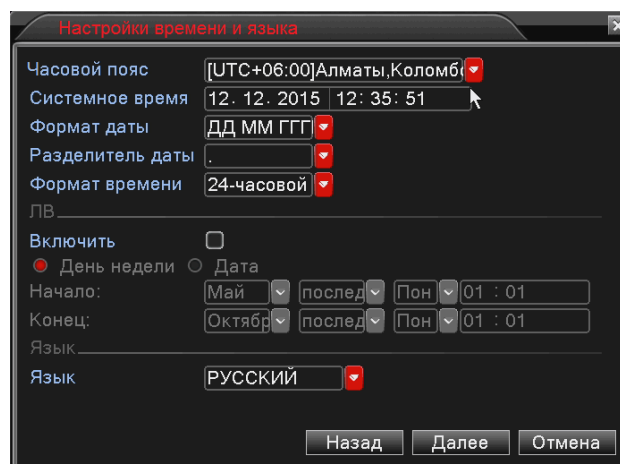 Настройки времени и языка
Часовой пояс [UTC+06:00]Алматы,Коломб
Системное время 12. 12. 2015 12: 35: 51
Формат даты ДД ММ ГГГ
Разделитель даты .
Формат времени 24-часовой
ЛВ
Включить
День недели Дата
Начало: Май послед Пон 01 : 01
Конец: Октябр послед Пон 01 : 01
Язык
Язык РУССКИЙ
Назад Далее Отмена